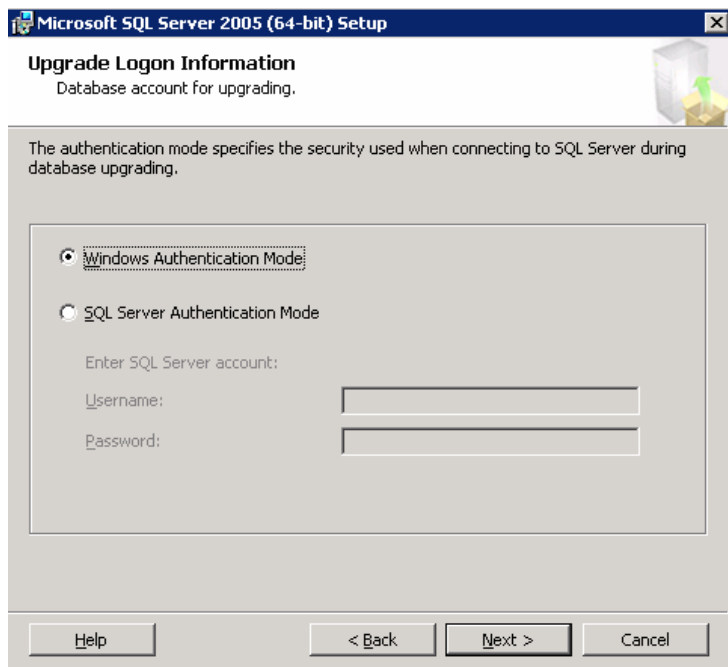 Microsoft SQL Server 2005 (64-bit) Setup
Upgrade Logon Information
Database account for upgrading.
The authentication mode specifies the security used when connecting to SQL Server during
database upgrading.
Windows Authentication Mode
SQL Server Authentication Mode
Enter SQL Server account:
Username:
Password:
Help
< Back
Next >
Cancel